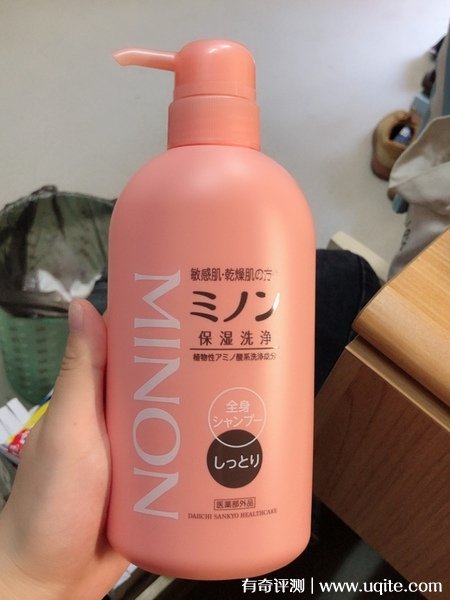 敏感肌・乾燥肌の方
ミノン
保湿洗浄
植物性アミノ酸系洗浄成分
MINON
全身
シャンプー
しっとり
医薬部外品
DAIICHI SANKYO HEALTHCARE
有奇评测 | www.uqite.com